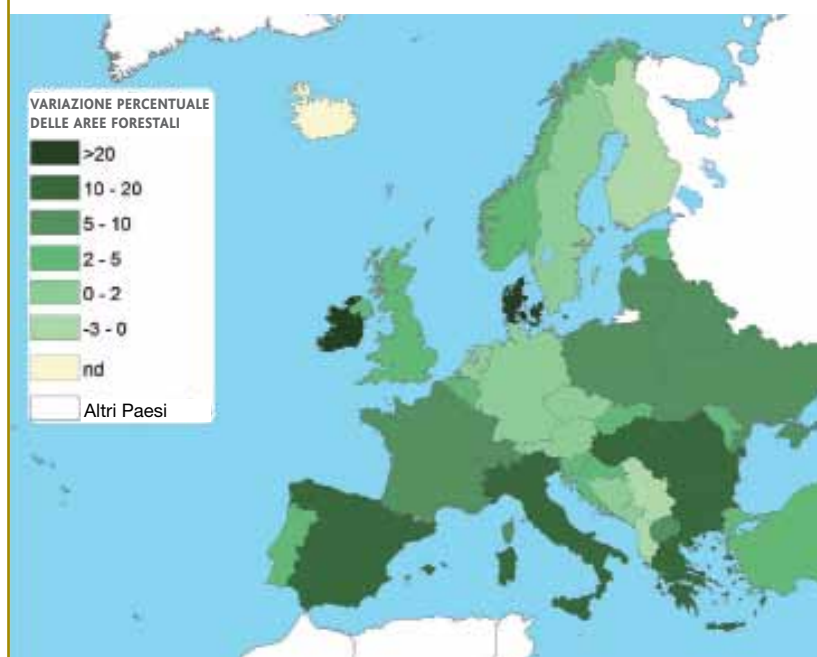 VARIAZIONE PERCENTUALE
DELLE AREE FORESTALI
>20
10 - 20
5 - 10
2 - 5
0 - 2
-3 - 0
nd
Altri Paesi